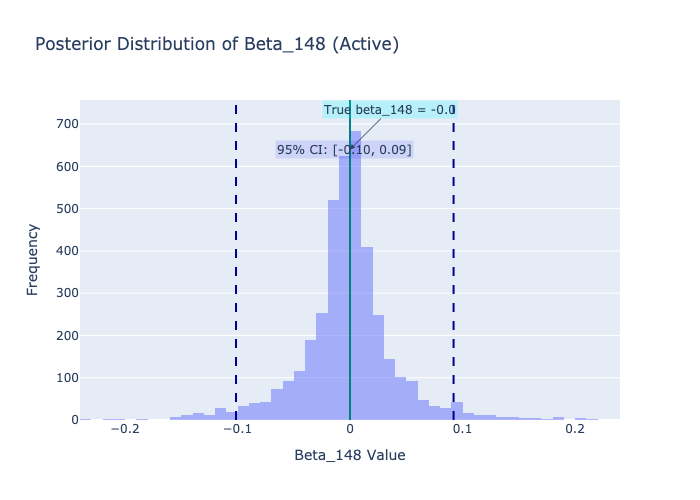 Posterior Distribution of Beta_148 (Active)
True beta_148 = -0.0
95% CI: [-0.10, 0.09]
700
600
500
400
300
200
100
0
Frequency
−0.2
−0.1
0
0.1
0.2
Beta_148 Value